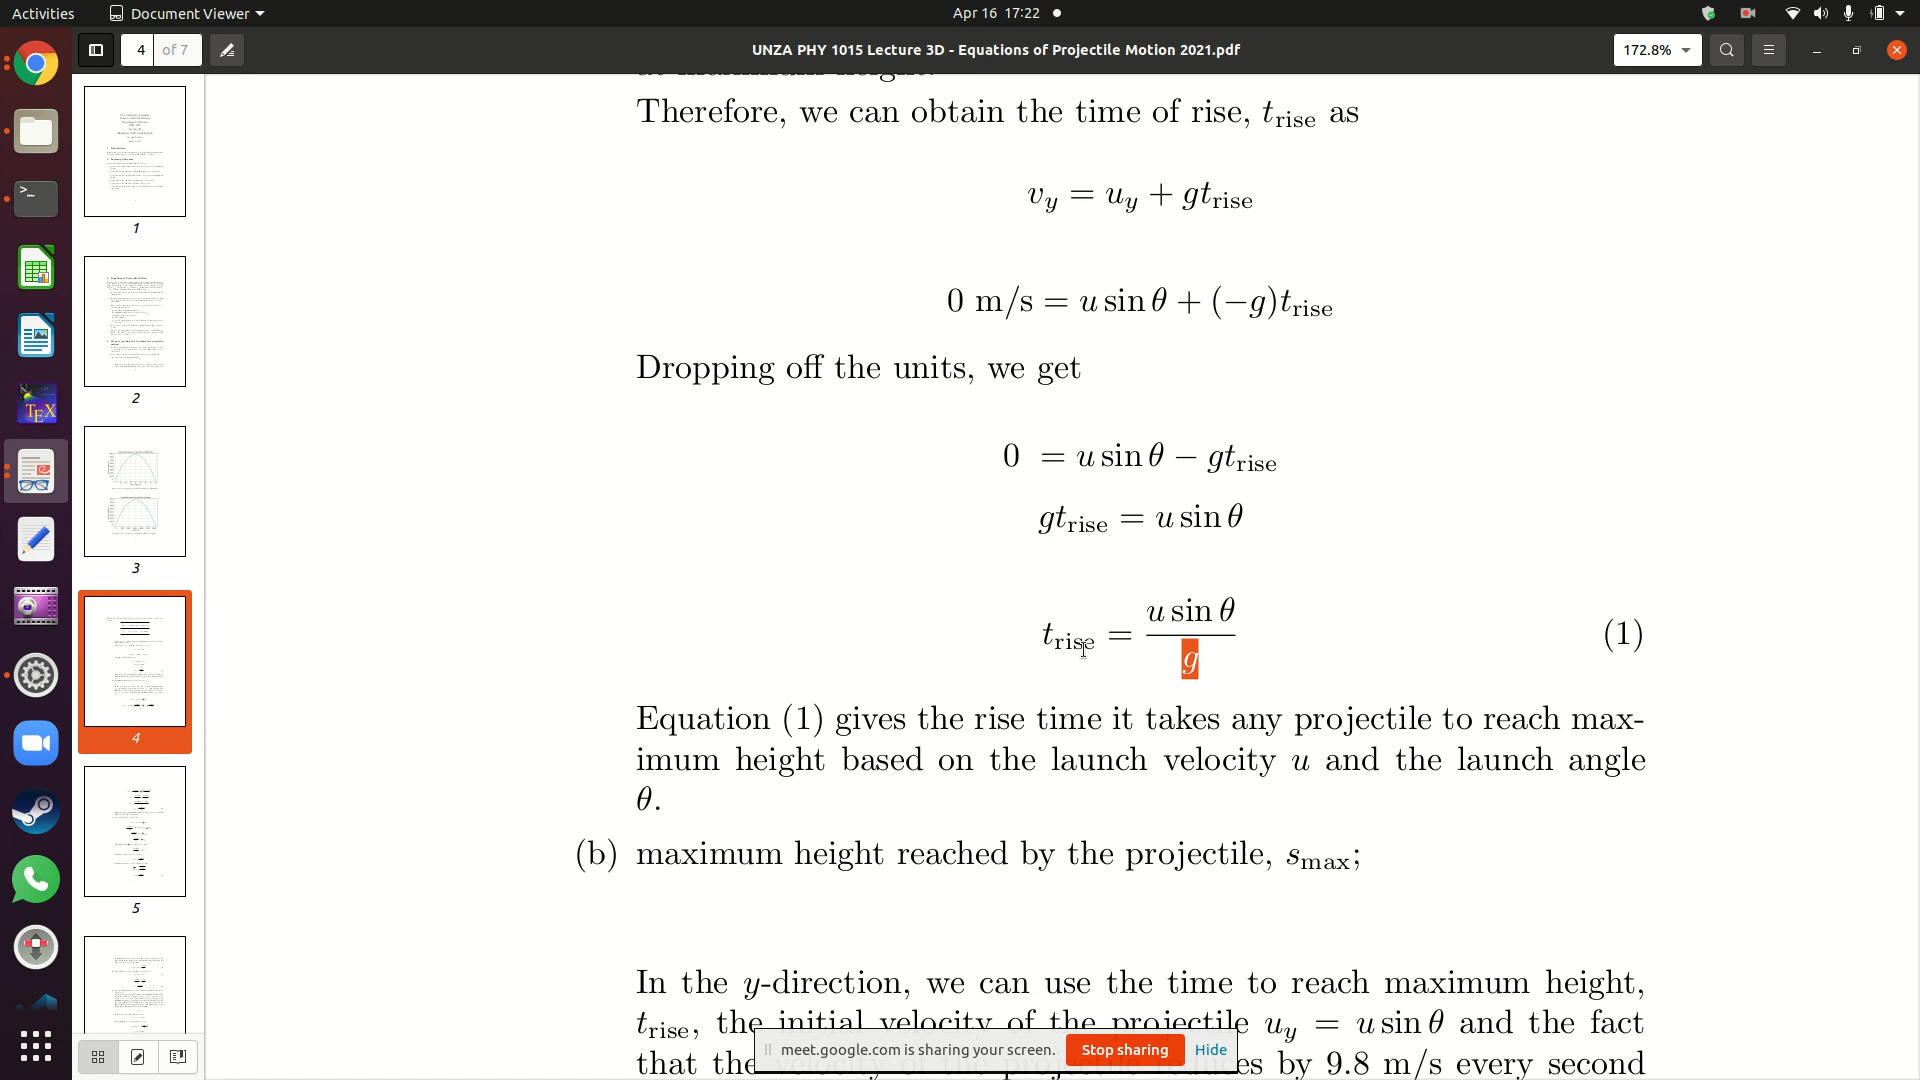 Activities
Document Viewer
Apr 16 17:22
4 of 7
UNZA PHY 1015 Lecture 3D - Equations of Projectile Motion 2021.pdf
172.8%
1
2
3
4
5
Therefore, we can obtain the time of rise, t_rise as
v_y = u_y + gt_rise
0 m/s = u sin θ + (−g)t_rise
Dropping off the units, we get
0 = u sin θ − gt_rise
gt_rise = u sin θ
t_rise = u sin θ / g (1)
Equation (1) gives the rise time it takes any projectile to reach max-
imum height based on the launch velocity u and the launch angle
θ.
(b) maximum height reached by the projectile, s_max;
In the y-direction, we can use the time to reach maximum height,
t_rise, the initial velocity of the projectile u_y = u sin θ and the fact
that the by 9.8 m/s every second
meet.google.com is sharing your screen.
Stop sharing
Hide